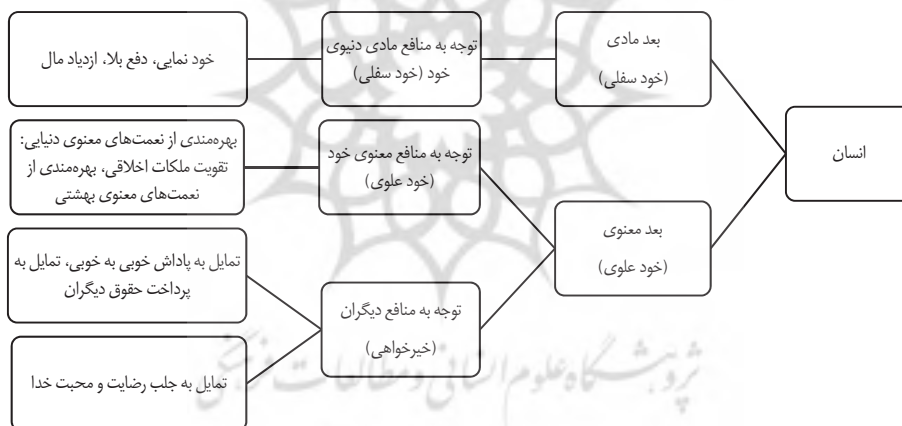 انسان
بعد مادی
(خود سفلی)
توجه به منافع مادی دنیوی
خود (خود سفلی)
خود نمایی، دفع بلا، ازدیاد مال
بعد معنوی
(خود علوی)
توجه به منافع معنوی خود
(خود علوی)
بهره‌مندی از نعمت‌های معنوی دنیایی:
تقویت ملکات اخلاقی، بهره‌مندی از
نعمت‌های معنوی بهشتی
توجه به منافع دیگران
(خیرخواهی)
تمایل به پاداش خوبی به خوبی، تمایل به
پرداخت حقوق دیگران
تمایل به جلب رضایت و محبت خدا
پژوهشگاه علوم انسانی و مطالعات فرهنگی